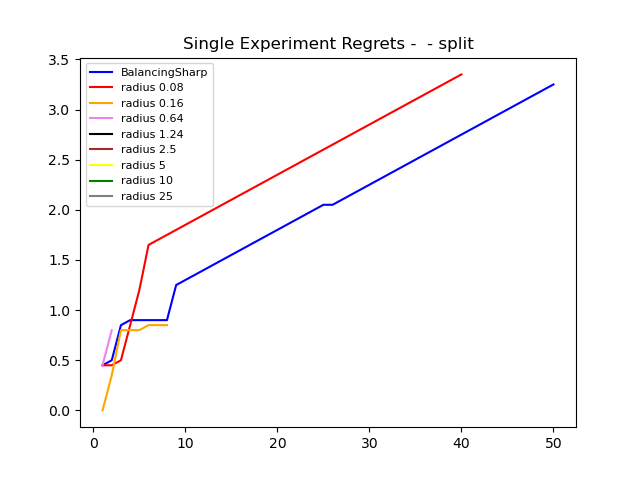 Single Experiment Regrets -  - split
3.5
3.0
2.5
2.0
1.5
1.0
0.5
0.0
BalancingSharp
radius 0.08
radius 0.16
radius 0.64
radius 1.24
radius 2.5
radius 5
radius 10
radius 25
0 10 20 30 40 50